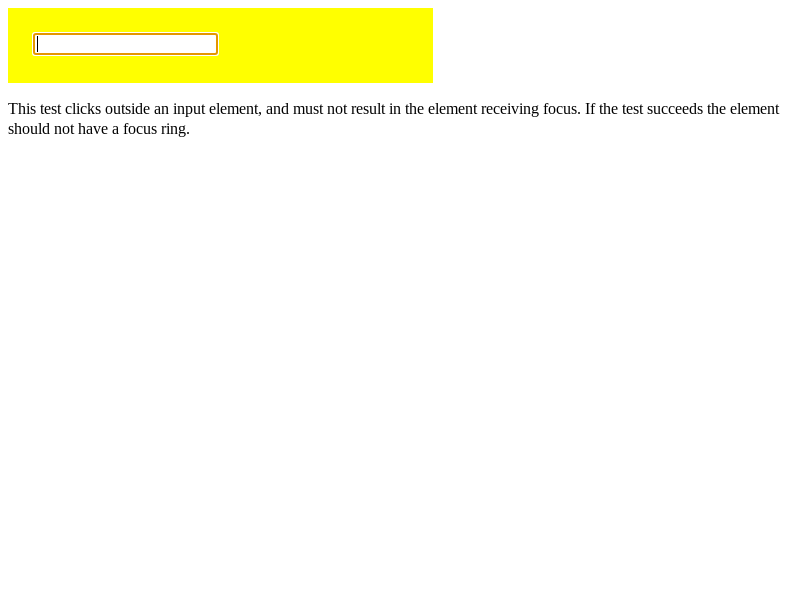 This test clicks outside an input element, and must not result in the element receiving focus. If the test succeeds the element
should not have a focus ring.